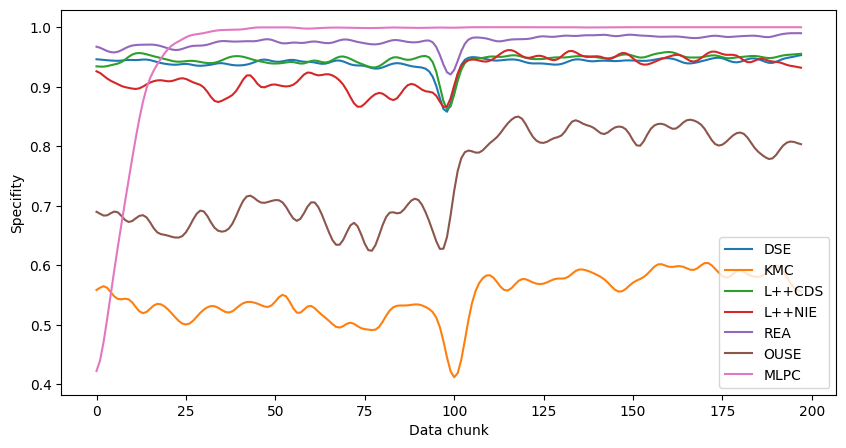 1.0
0.9
0.8
0.7
0.6
0.5
0.4
Specifity
0
25
50
75
100
125
150
175
200
Data chunk
DSE
KMC
L++CDS
L++NIE
REA
OUSE
MLPC